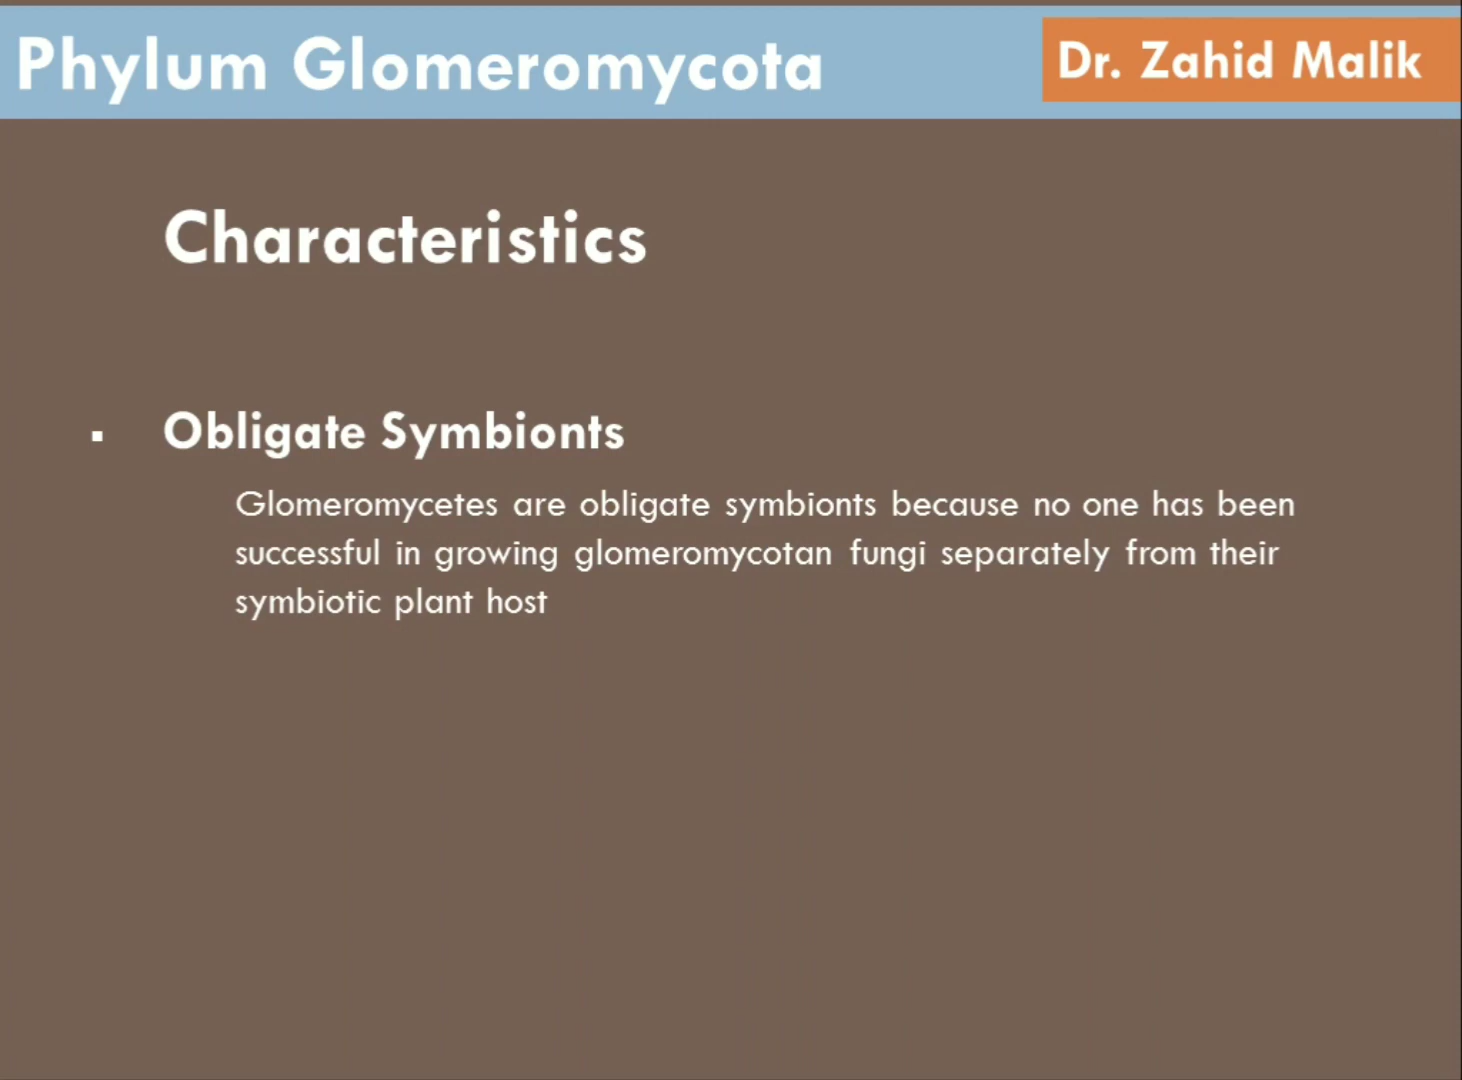 Phylum Glomeromycota
Dr. Zahid Malik
Characteristics
▪ Obligate Symbionts
Glomeromycetes are obligate symbionts because no one has been
successful in growing glomeromycotan fungi separately from their
symbiotic plant host